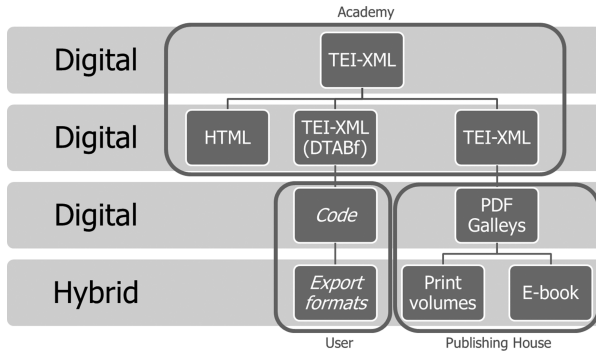 Academy
Digital
TEI-XML
Digital
HTML
TEI-XML
(DTABf)
TEI-XML
Digital
Code
PDF
Galleys
Hybrid
Export
formats
Print
volumes
E-book
User
Publishing House